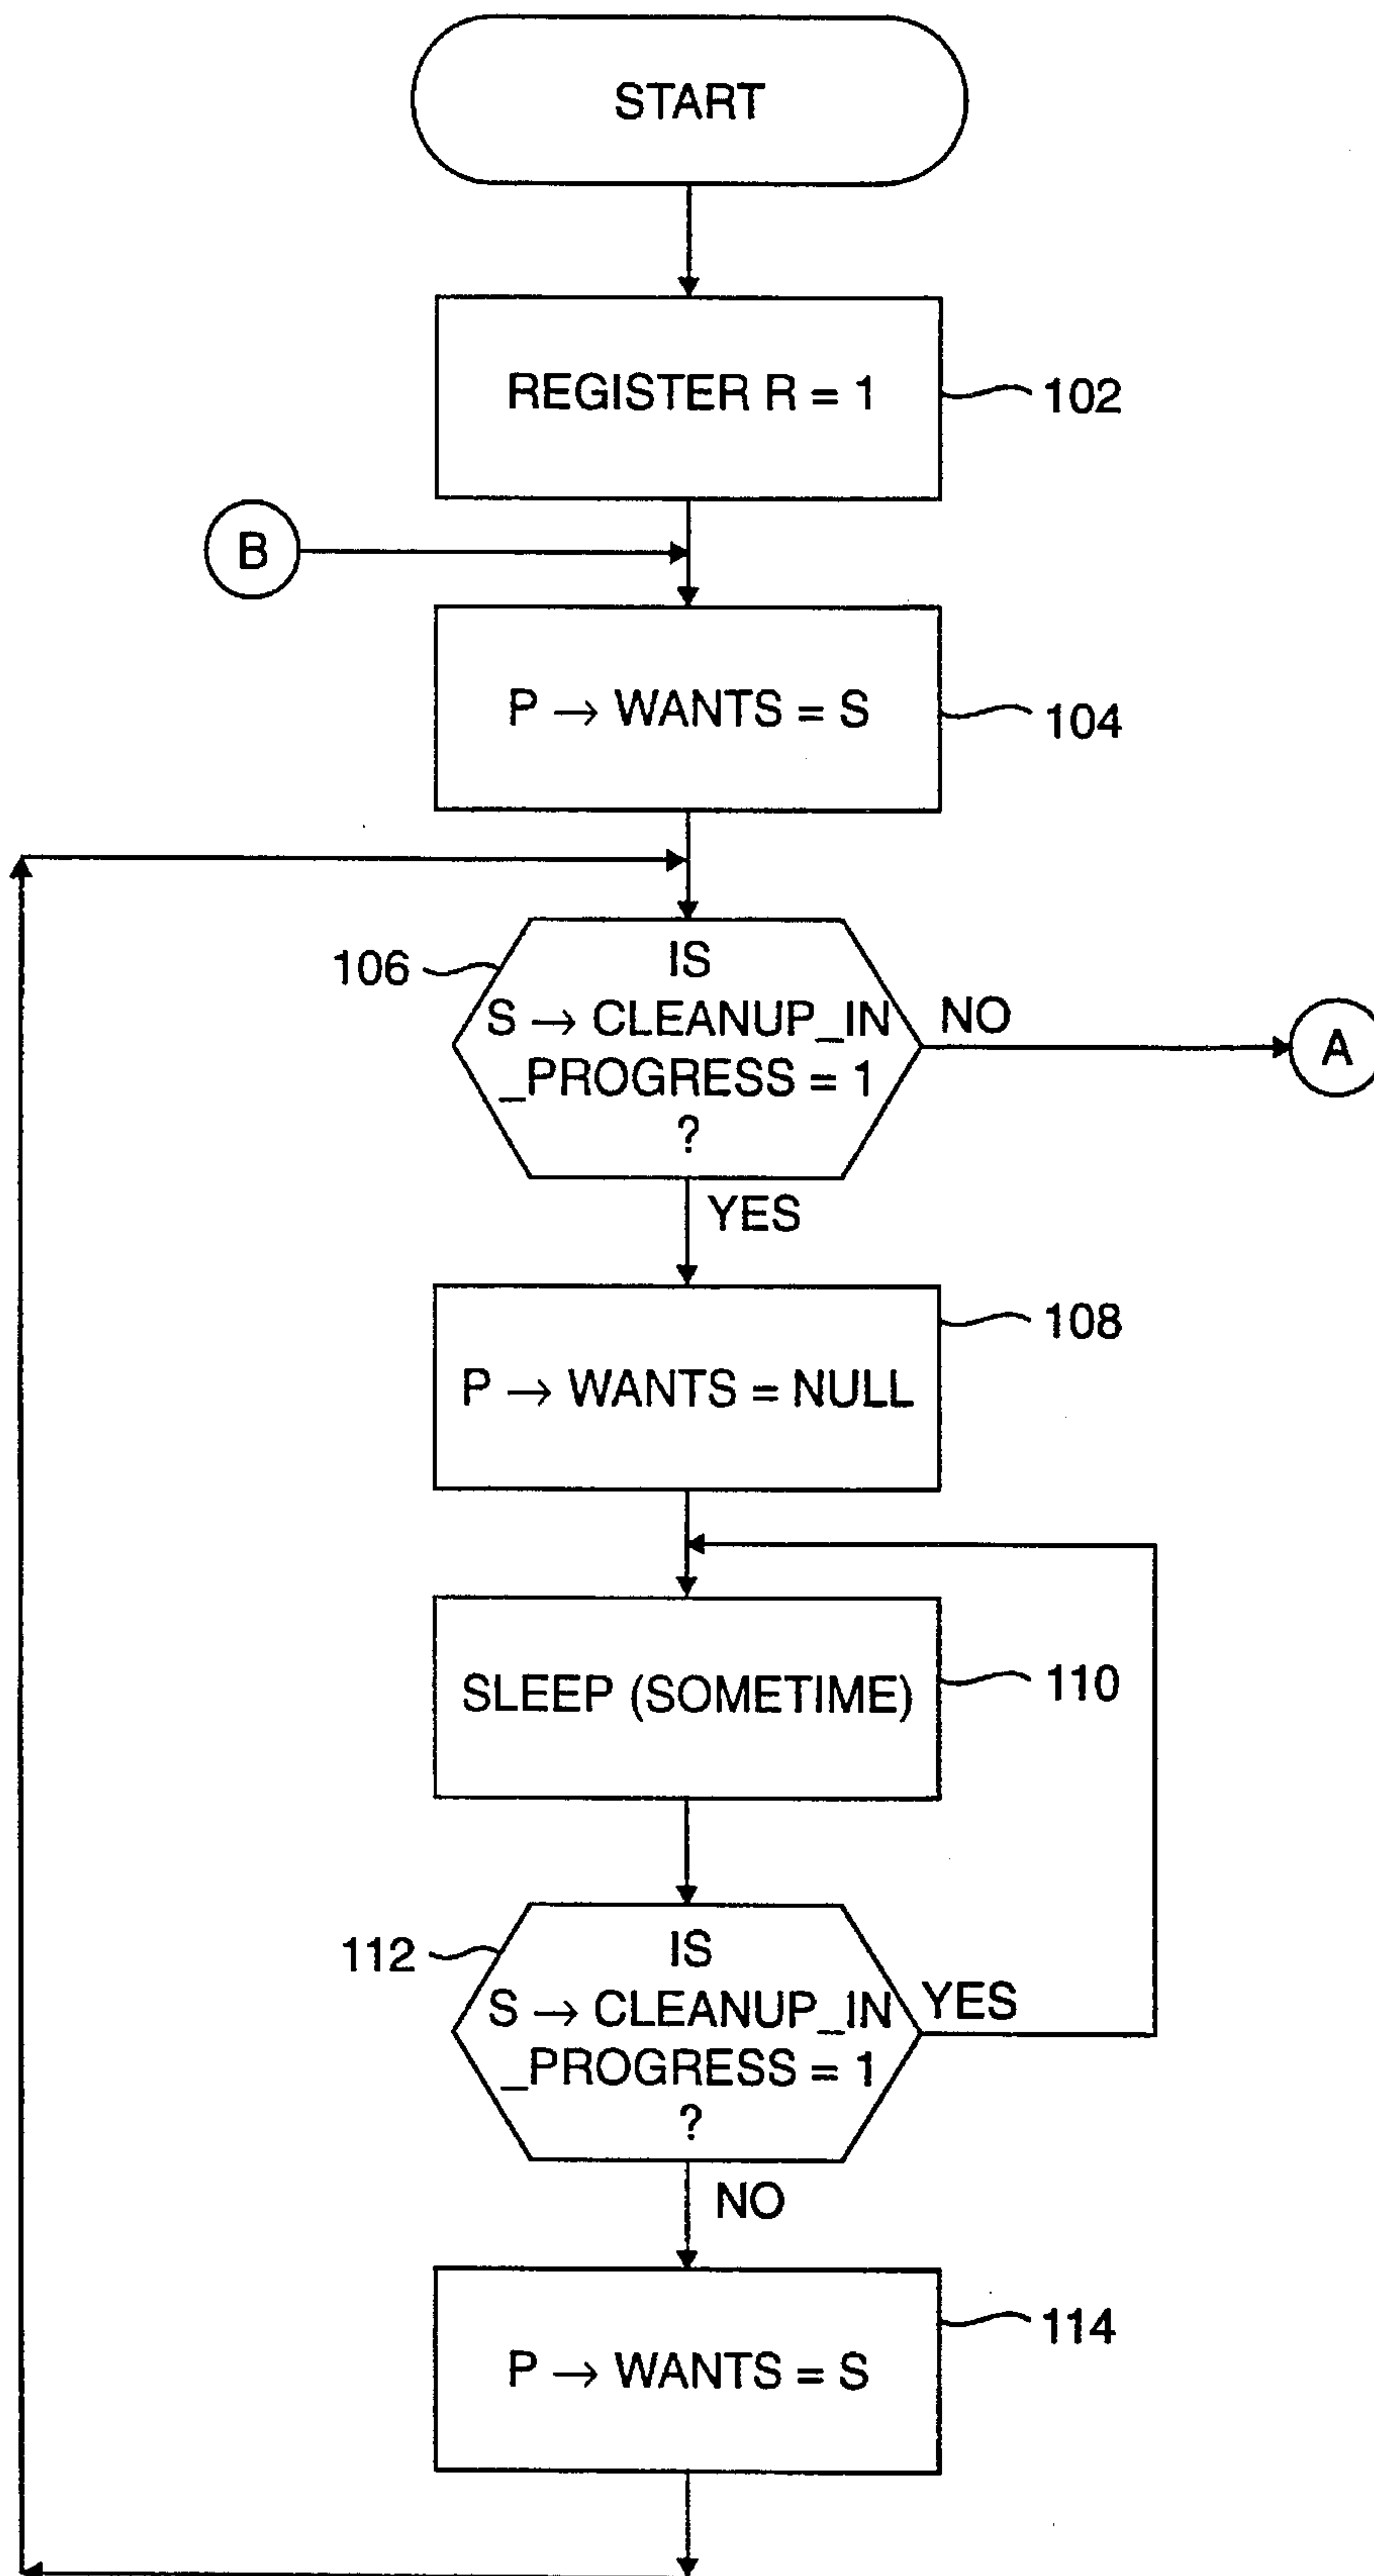 START
REGISTER R = 1
102
B
P → WANTS = S
104
106
IS
S → CLEANUP_IN
_PROGRESS = 1
?
NO
A
YES
108
P → WANTS = NULL
SLEEP (SOMETIME)
110
112
IS
S → CLEANUP_IN
_PROGRESS = 1
?
YES
NO
114
P → WANTS = S